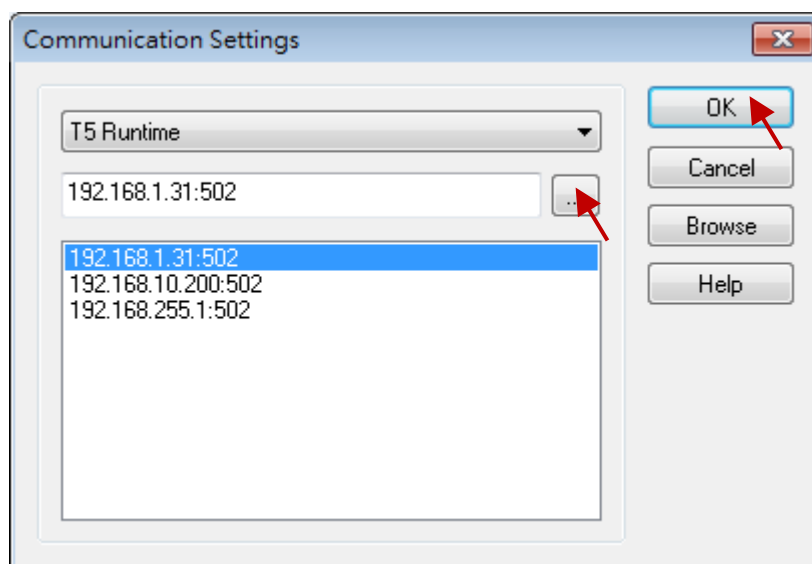 Communication Settings
T5 Runtime
192.168.1.31:502
...
192.168.1.31:502
192.168.10.200:502
192.168.255.1:502
OK
Cancel
Browse
Help